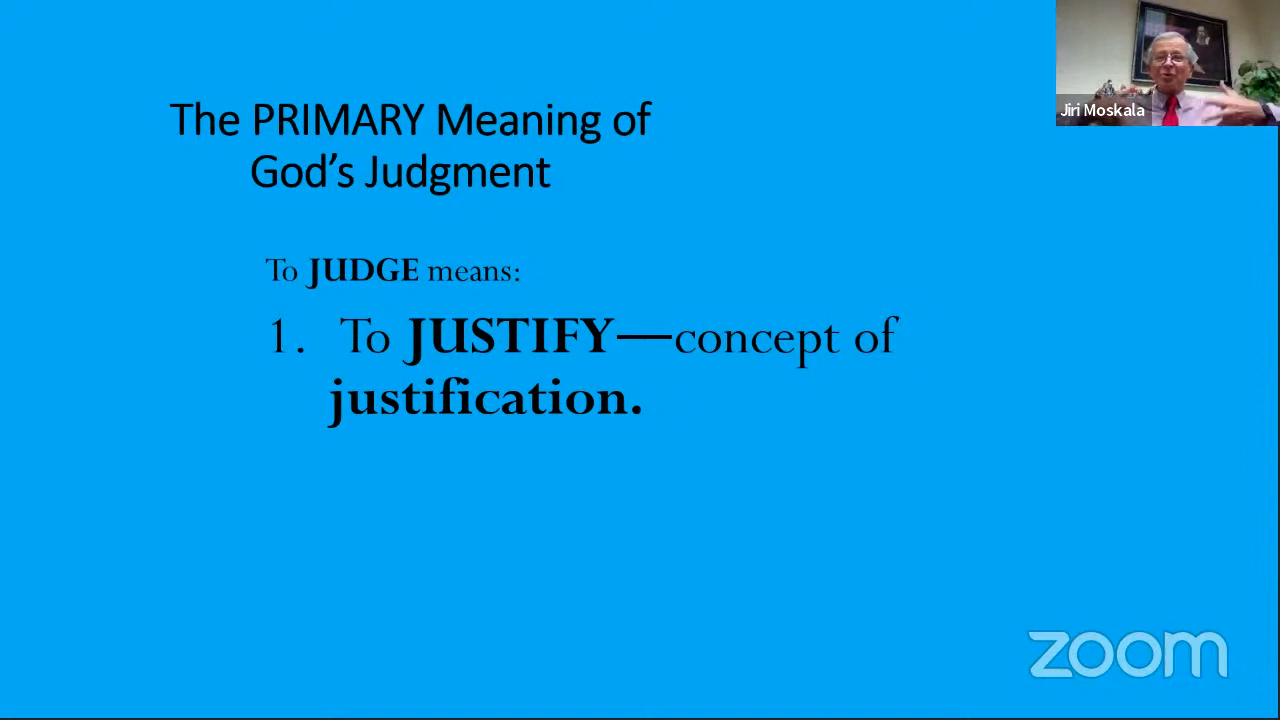 The PRIMARY Meaning of
God’s Judgment
To JUDGE means:
1. To JUSTIFY—concept of
justification.
Jiri Moskala
zoom